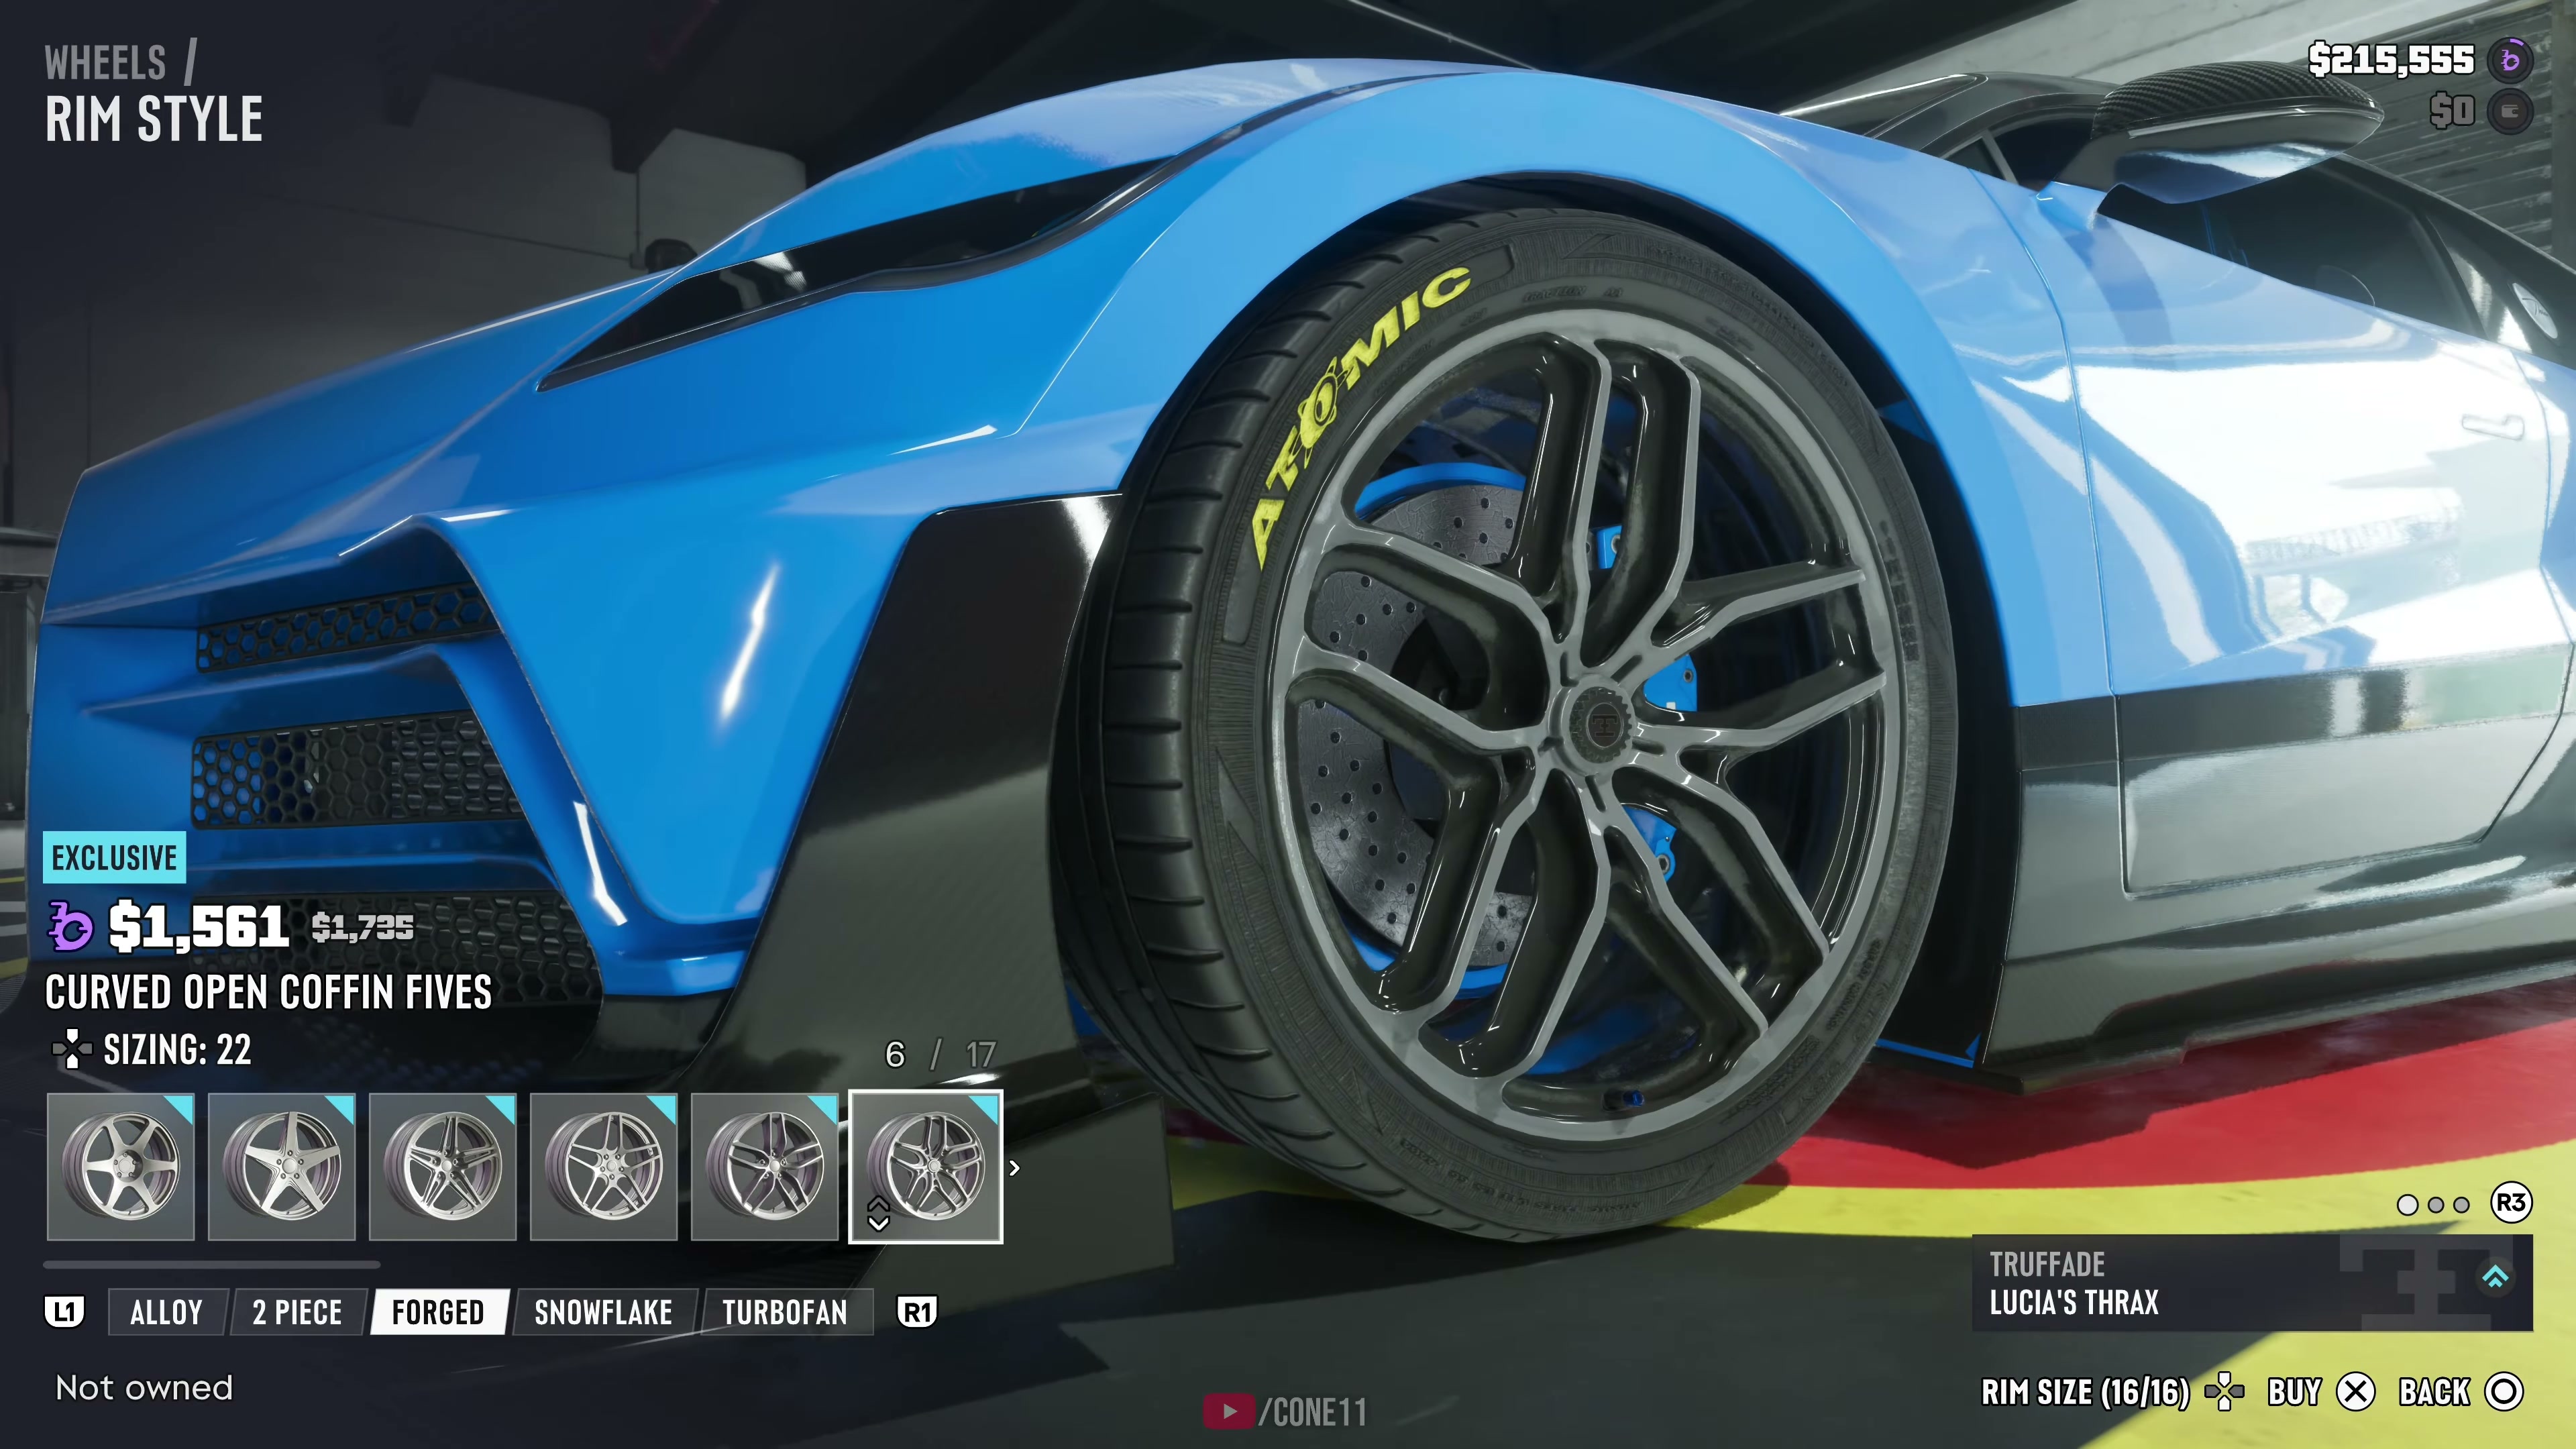 WHEELS /
RIM STYLE
$215,555
$0
ATOMIC
EXCLUSIVE
$1,561 $1,735
CURVED OPEN COFFIN FIVES
SIZING: 22
6 / 17
R3
TRUFFADE
LUCIA'S THRAX
L1 ALLOY 2 PIECE FORGED SNOWFLAKE TURBOFAN R1
Not owned
RIM SIZE (16/16) BUY BACK
/CONE11